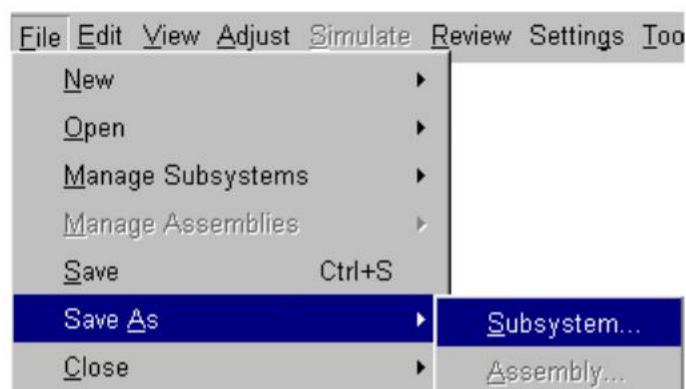 File Edit View Adjust Simulate Review Settings Too
New
Open
Manage Subsystems
Manage Assemblies
Save Ctrl+S
Save As Subsystem...
Close Assembly...